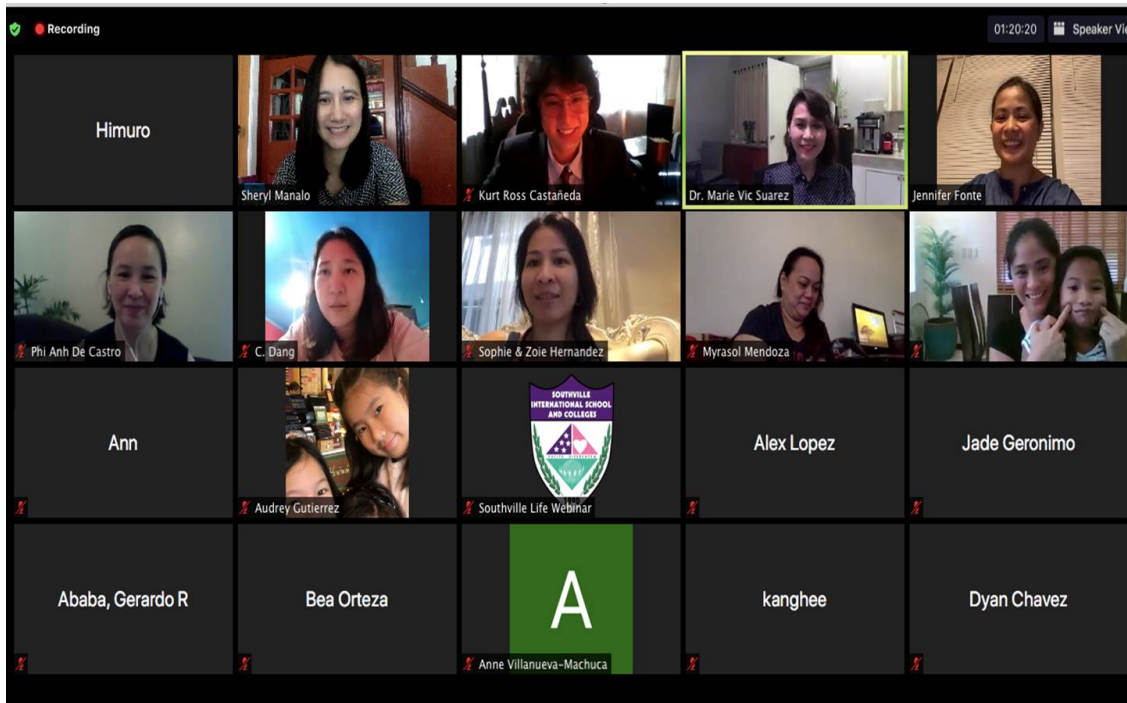 Recording
01:20:20
Speaker Vie
Himuro
Sheryl Manalo
Kurt Ross Castañeda
Dr. Marie Vic Suarez
Jennifer Fonte
Phi Anh De Castro
C. Dang
Sophie & Zoie Hernandez
Myrasol Mendoza
Ann
Audrey Gutierrez
SOUTHVILLE
INTERNATIONAL SCHOOL
AND COLLEGES
Southville Life Webinar
Alex Lopez
Jade Geronimo
Ababa, Gerardo R
Bea Orteza
A
Anne Villanueva-Machuca
kanghee
Dyan Chavez